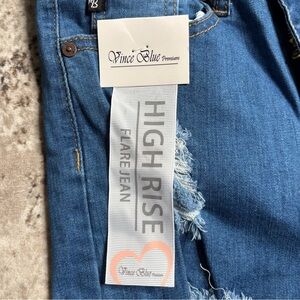 B
Vince Blue Premium
HIGH RISE
FLARE JEAN
Vince Blue Premium